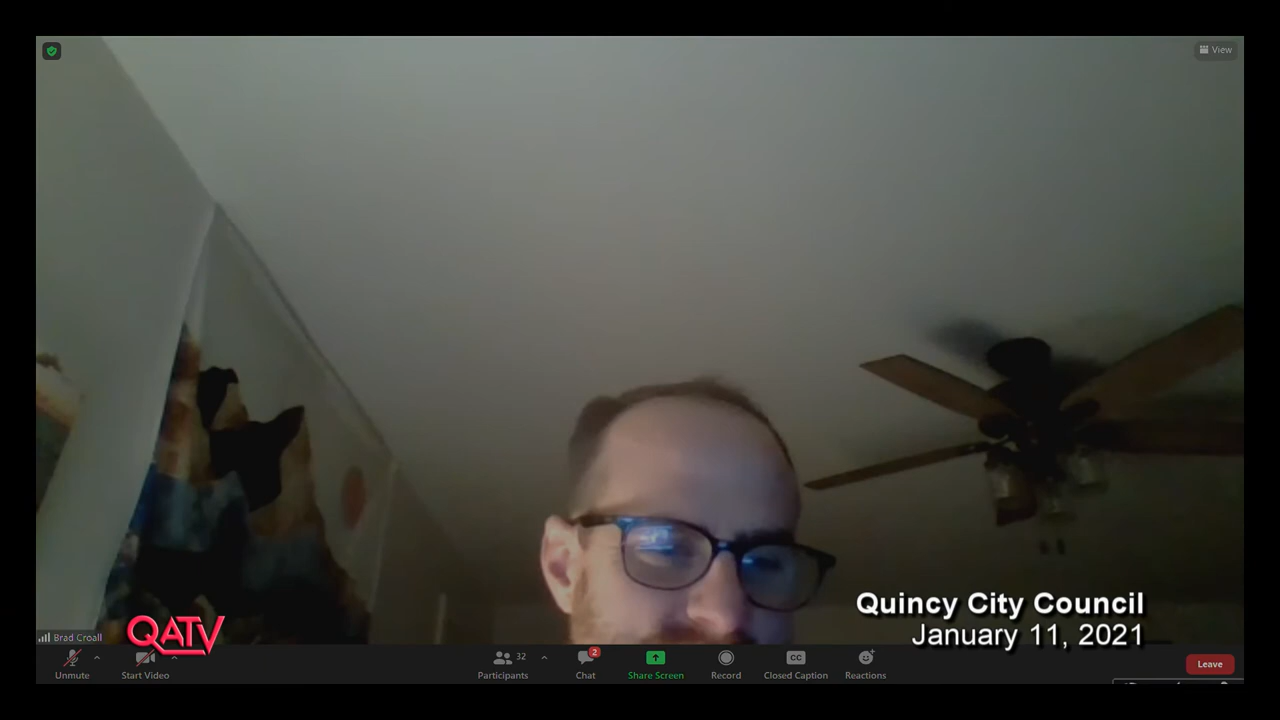 View
Quincy City Council
January 11, 2021
Brad Croall
QATV
32
2
CC
Unmute
Start Video
Participants
Chat
Share Screen
Record
Closed Caption
Reactions
Leave